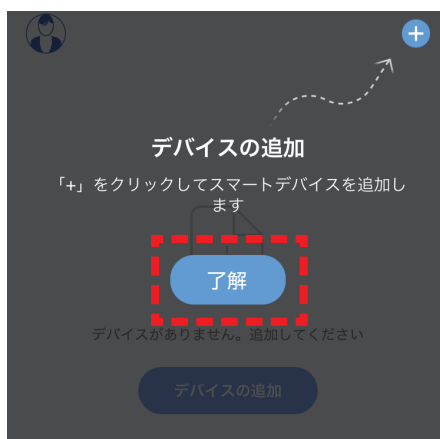 デバイスの追加
「+」をクリックしてスマートデバイスを追加し
ます
了解
デバイスがありません。追加してください
デバイスの追加